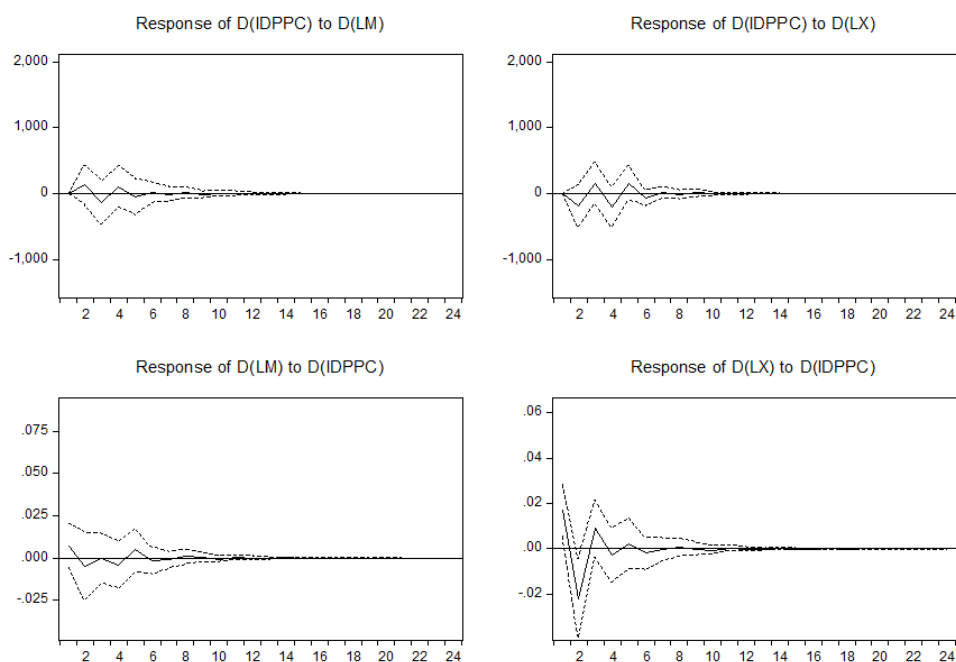 Response of D(IDPPC) to D(LM)
2,000
1,000
0
-1,000
2 4 6 8 10 12 14 16 18 20 22 24
Response of D(IDPPC) to D(LX)
2,000
1,000
0
-1,000
2 4 6 8 10 12 14 16 18 20 22 24
Response of D(LM) to D(IDPPC)
.075
.050
.025
.000
-.025
2 4 6 8 10 12 14 16 18 20 22 24
Response of D(LX) to D(IDPPC)
.06
.04
.02
.00
-.02
2 4 6 8 10 12 14 16 18 20 22 24